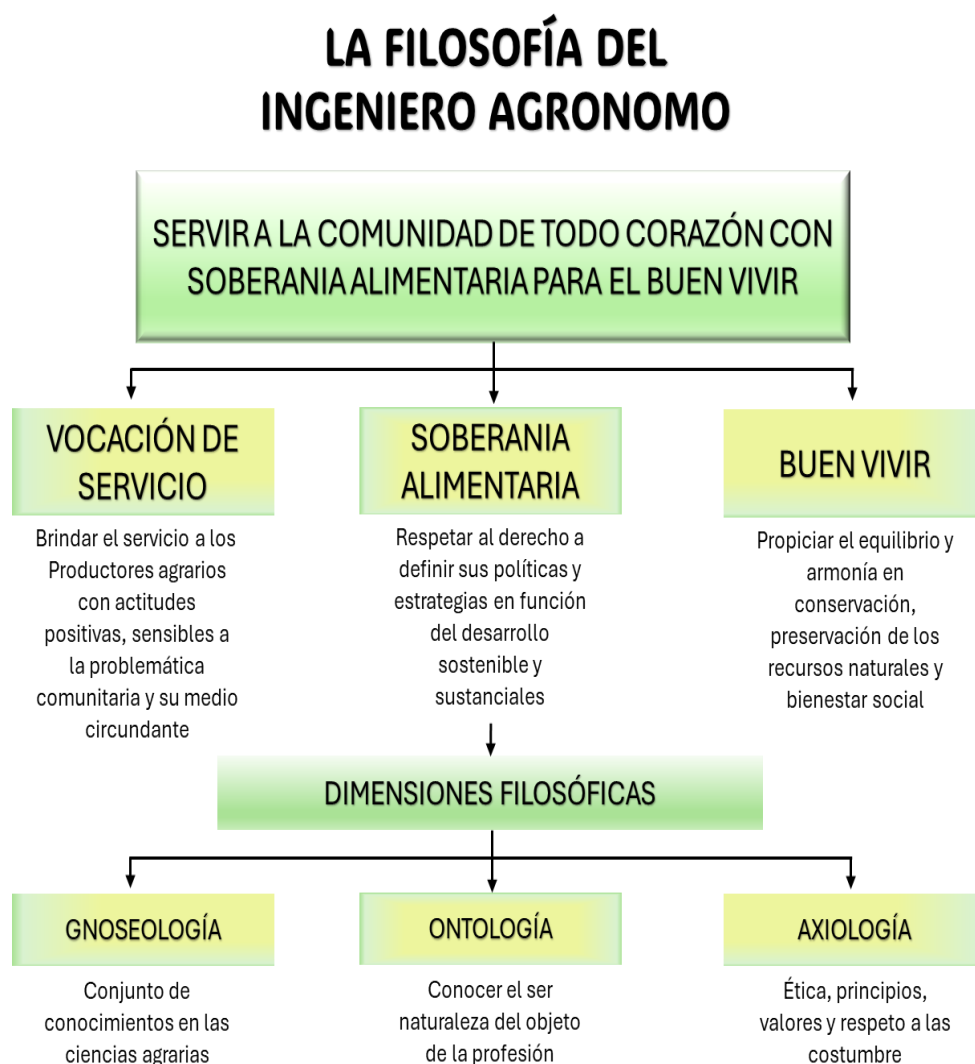 LA FILOSOFÍA DEL
INGENIERO AGRONOMO
SERVIR A LA COMUNIDAD DE TODO CORAZÓN CON
SOBERANIA ALIMENTARIA PARA EL BUEN VIVIR
VOCACIÓN DE
SERVICIO
Brindar el servicio a los
Productores agrarios
con actitudes
positivas, sensibles a
la problemática
comunitaria y su medio
circundante
SOBERANIA
ALIMENTARIA
Respetar al derecho a
definir sus políticas y
estrategias en función
del desarrollo
sostenible y
sustanciales
BUEN VIVIR
Propiciar el equilibrio y
armonía en
conservación,
preservación de los
recursos naturales y
bienestar social
DIMENSIONES FILOSÓFICAS
GNOSEOLOGÍA
Conjunto de
conocimientos en las
ciencias agrarias
ONTOLOGÍA
Conocer el ser
naturaleza del objeto
de la profesión
AXIOLOGÍA
Ética, principios,
valores y respeto a las
costumbre